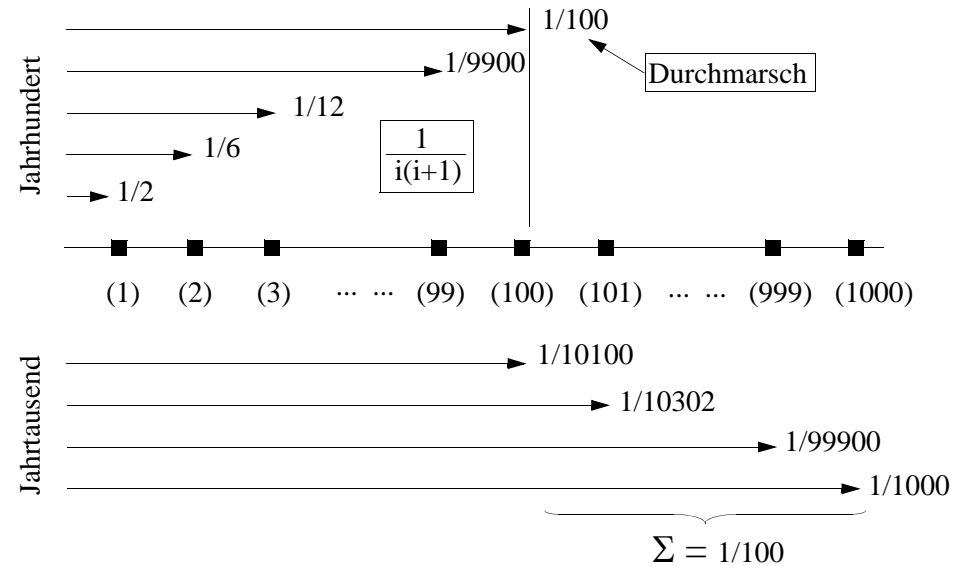 Jahrhundert
1/100
Durchmarsch
1/9900
1/12
1/6
1/2
1
i(i+1)
(1) (2) (3) ... ... (99) (100) (101) ... ... (999) (1000)
Jahrtausend
1/10100
1/10302
1/99900
1/1000
Σ = 1/100